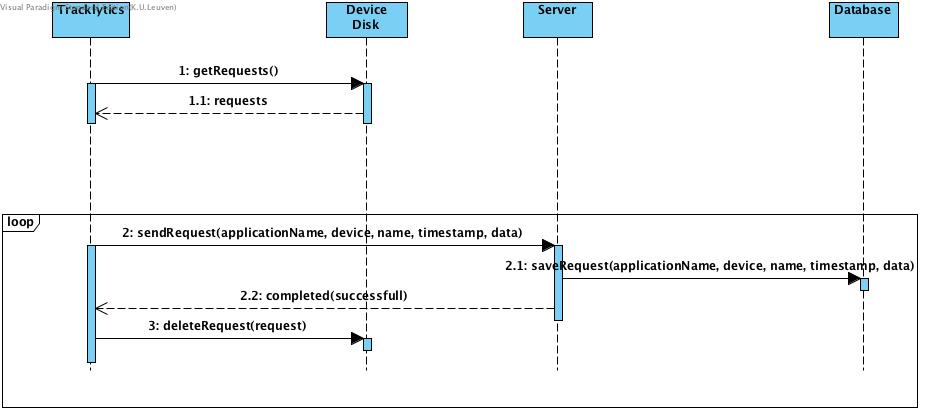 Visual Paradigm (K.U.Leuven)
Tracklytics
Device
Disk
Server
Database
1: getRequests()
1.1: requests
loop
2: sendRequest(applicationName, device, name, timestamp, data)
2.1: saveRequest(applicationName, device, name, timestamp, data)
2.2: completed(successfull)
3: deleteRequest(request)